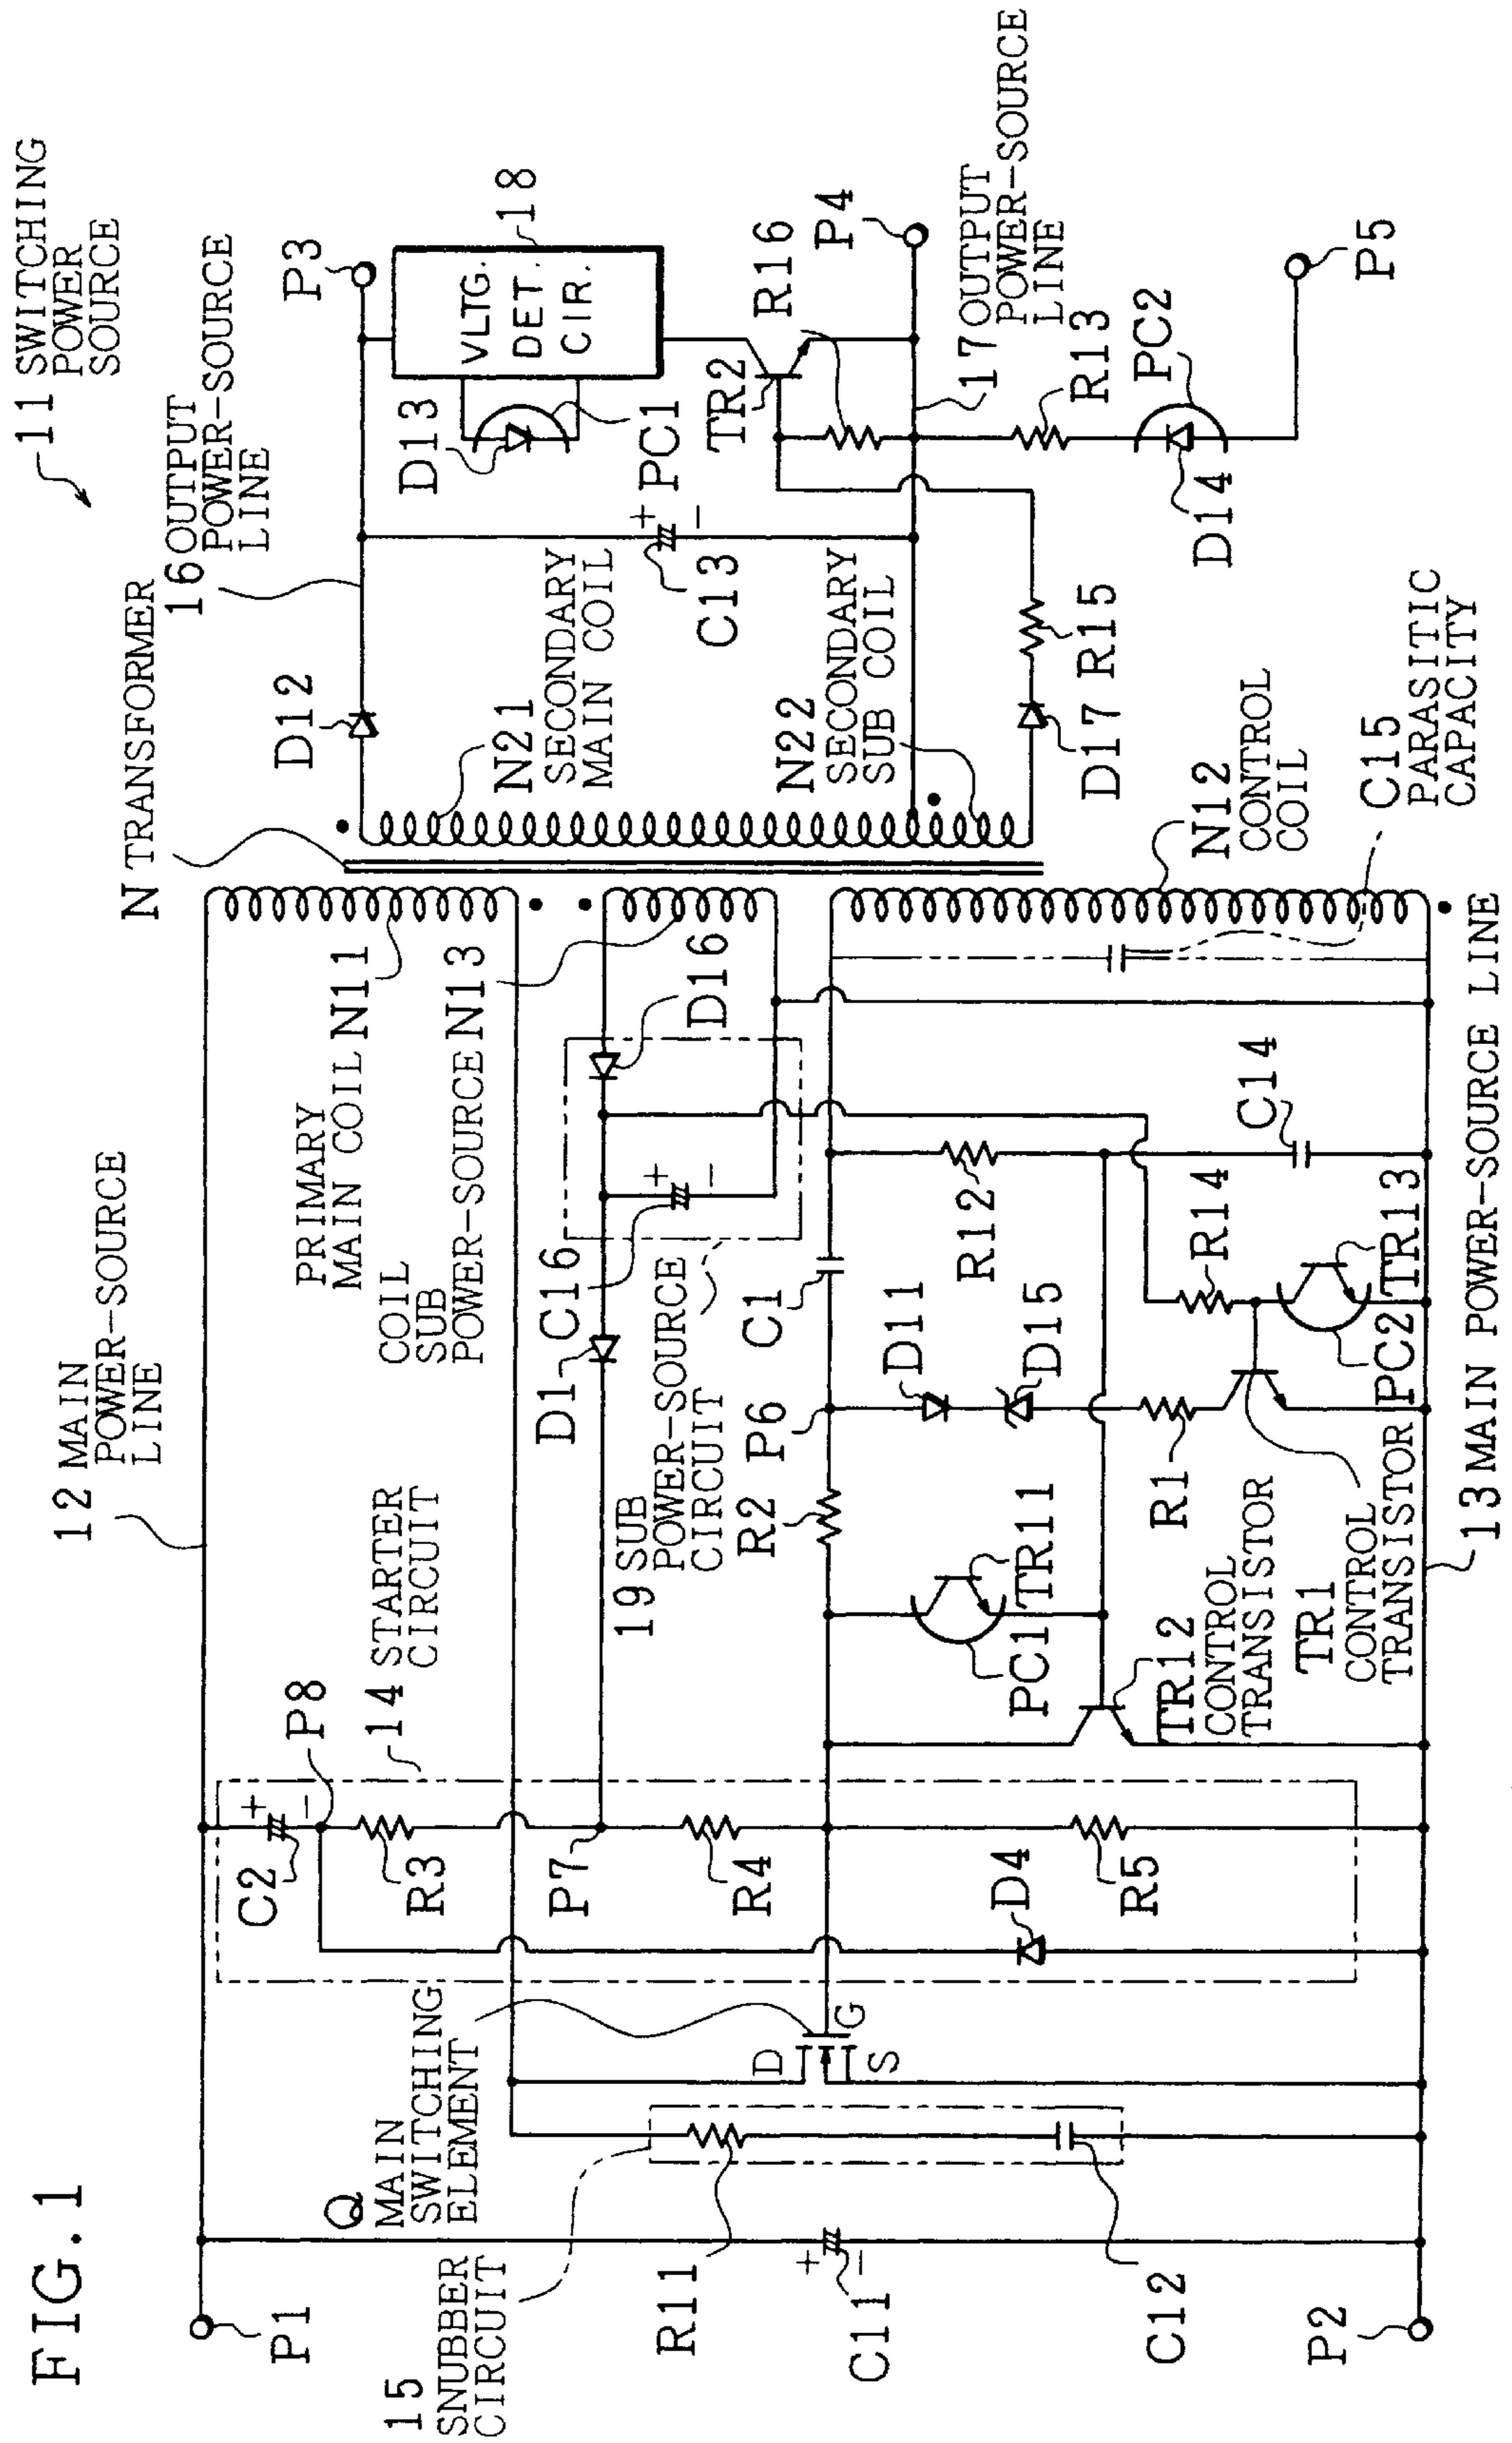 FIG.1
11 SWITCHING
POWER
SOURCE
12 MAIN
POWER-SOURCE
LINE
N TRANSFORMER
16 OUTPUT
POWER-SOURCE
LINE
P1
C2
+
-
P8
14 STARTER
CIRCUIT
PRIMARY
MAIN COIL N11
COIL
SUB
POWER-SOURCE N13
D12
P3
Q
MAIN
SWITCHING
ELEMENT
R3
P7
D1
C16
+
-
D16
N21
SECONDARY
MAIN COIL
D13
PC1
VLTG.
DET.
CIR.
18
15
SNUBBER
CIRCUIT
R11
D
G
S
R4
19 SUB
POWER-SOURCE
CIRCUIT
C13
+
-
TR2
R16
C11
+
-
R2
P6
C1
N22
SECONDARY
SUB COIL
P4
17 OUTPUT
POWER-SOURCE
LINE
D4
R5
PC1
TR11
D11
D15
R12
D17
R15
R13
C12
TR12
CONTROL
TRANSISTOR
R1
R14
C14
N12
CONTROL
COIL
D14
PC2
TR1
CONTROL
TRANSISTOR
PC2
TR13
C15
PARASITIC
CAPACITY
P5
P2
13 MAIN POWER-SOURCE LINE